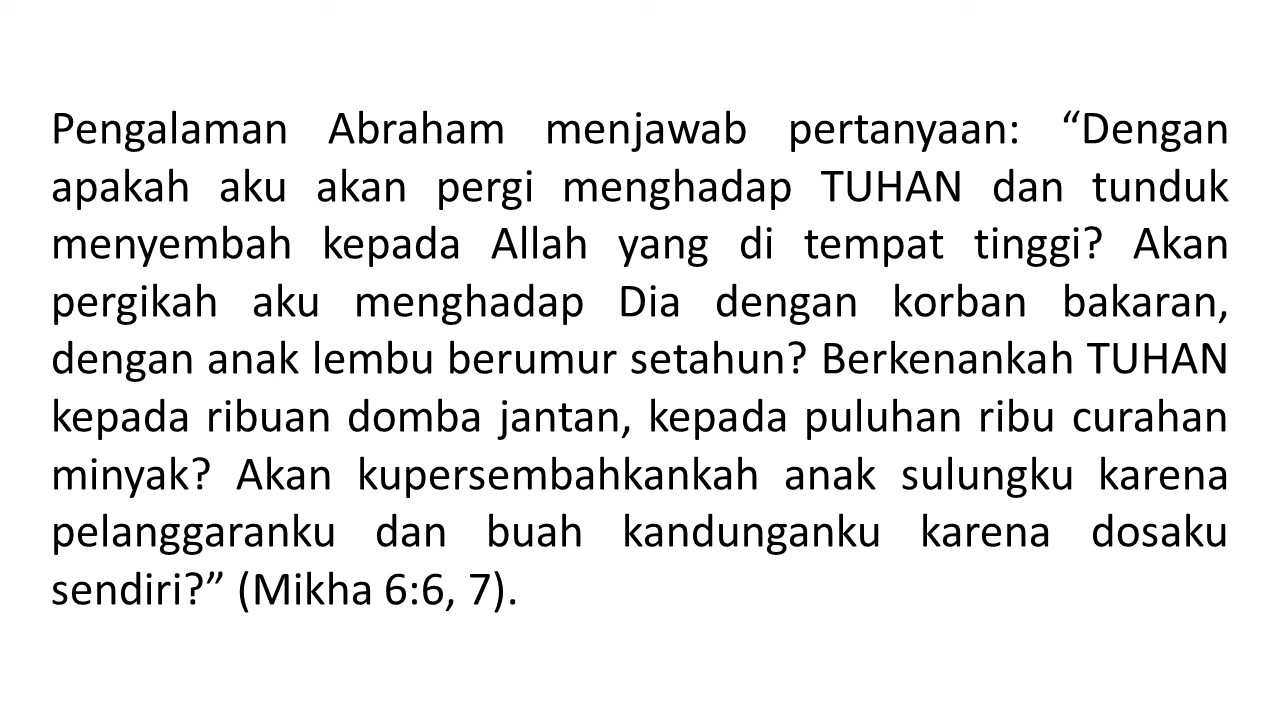 Pengalaman Abraham menjawab pertanyaan: “Dengan
apakah aku akan pergi menghadap TUHAN dan tunduk
menyembah kepada Allah yang di tempat tinggi? Akan
pergikah aku menghadap Dia dengan korban bakaran,
dengan anak lembu berumur setahun? Berkenankah TUHAN
kepada ribuan domba jantan, kepada puluhan ribu curahan
minyak? Akan kupersembahkankah anak sulungku karena
pelanggaranku dan buah kandunganku karena dosaku
sendiri?” (Mikha 6:6, 7).